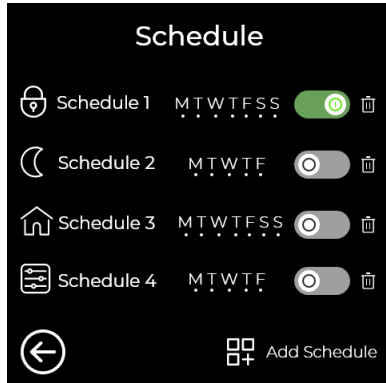 Schedule
Schedule 1 MTWTFSS
Schedule 2 MTWTF
Schedule 3 MTWTFSS
Schedule 4 MTWTF
Add Schedule